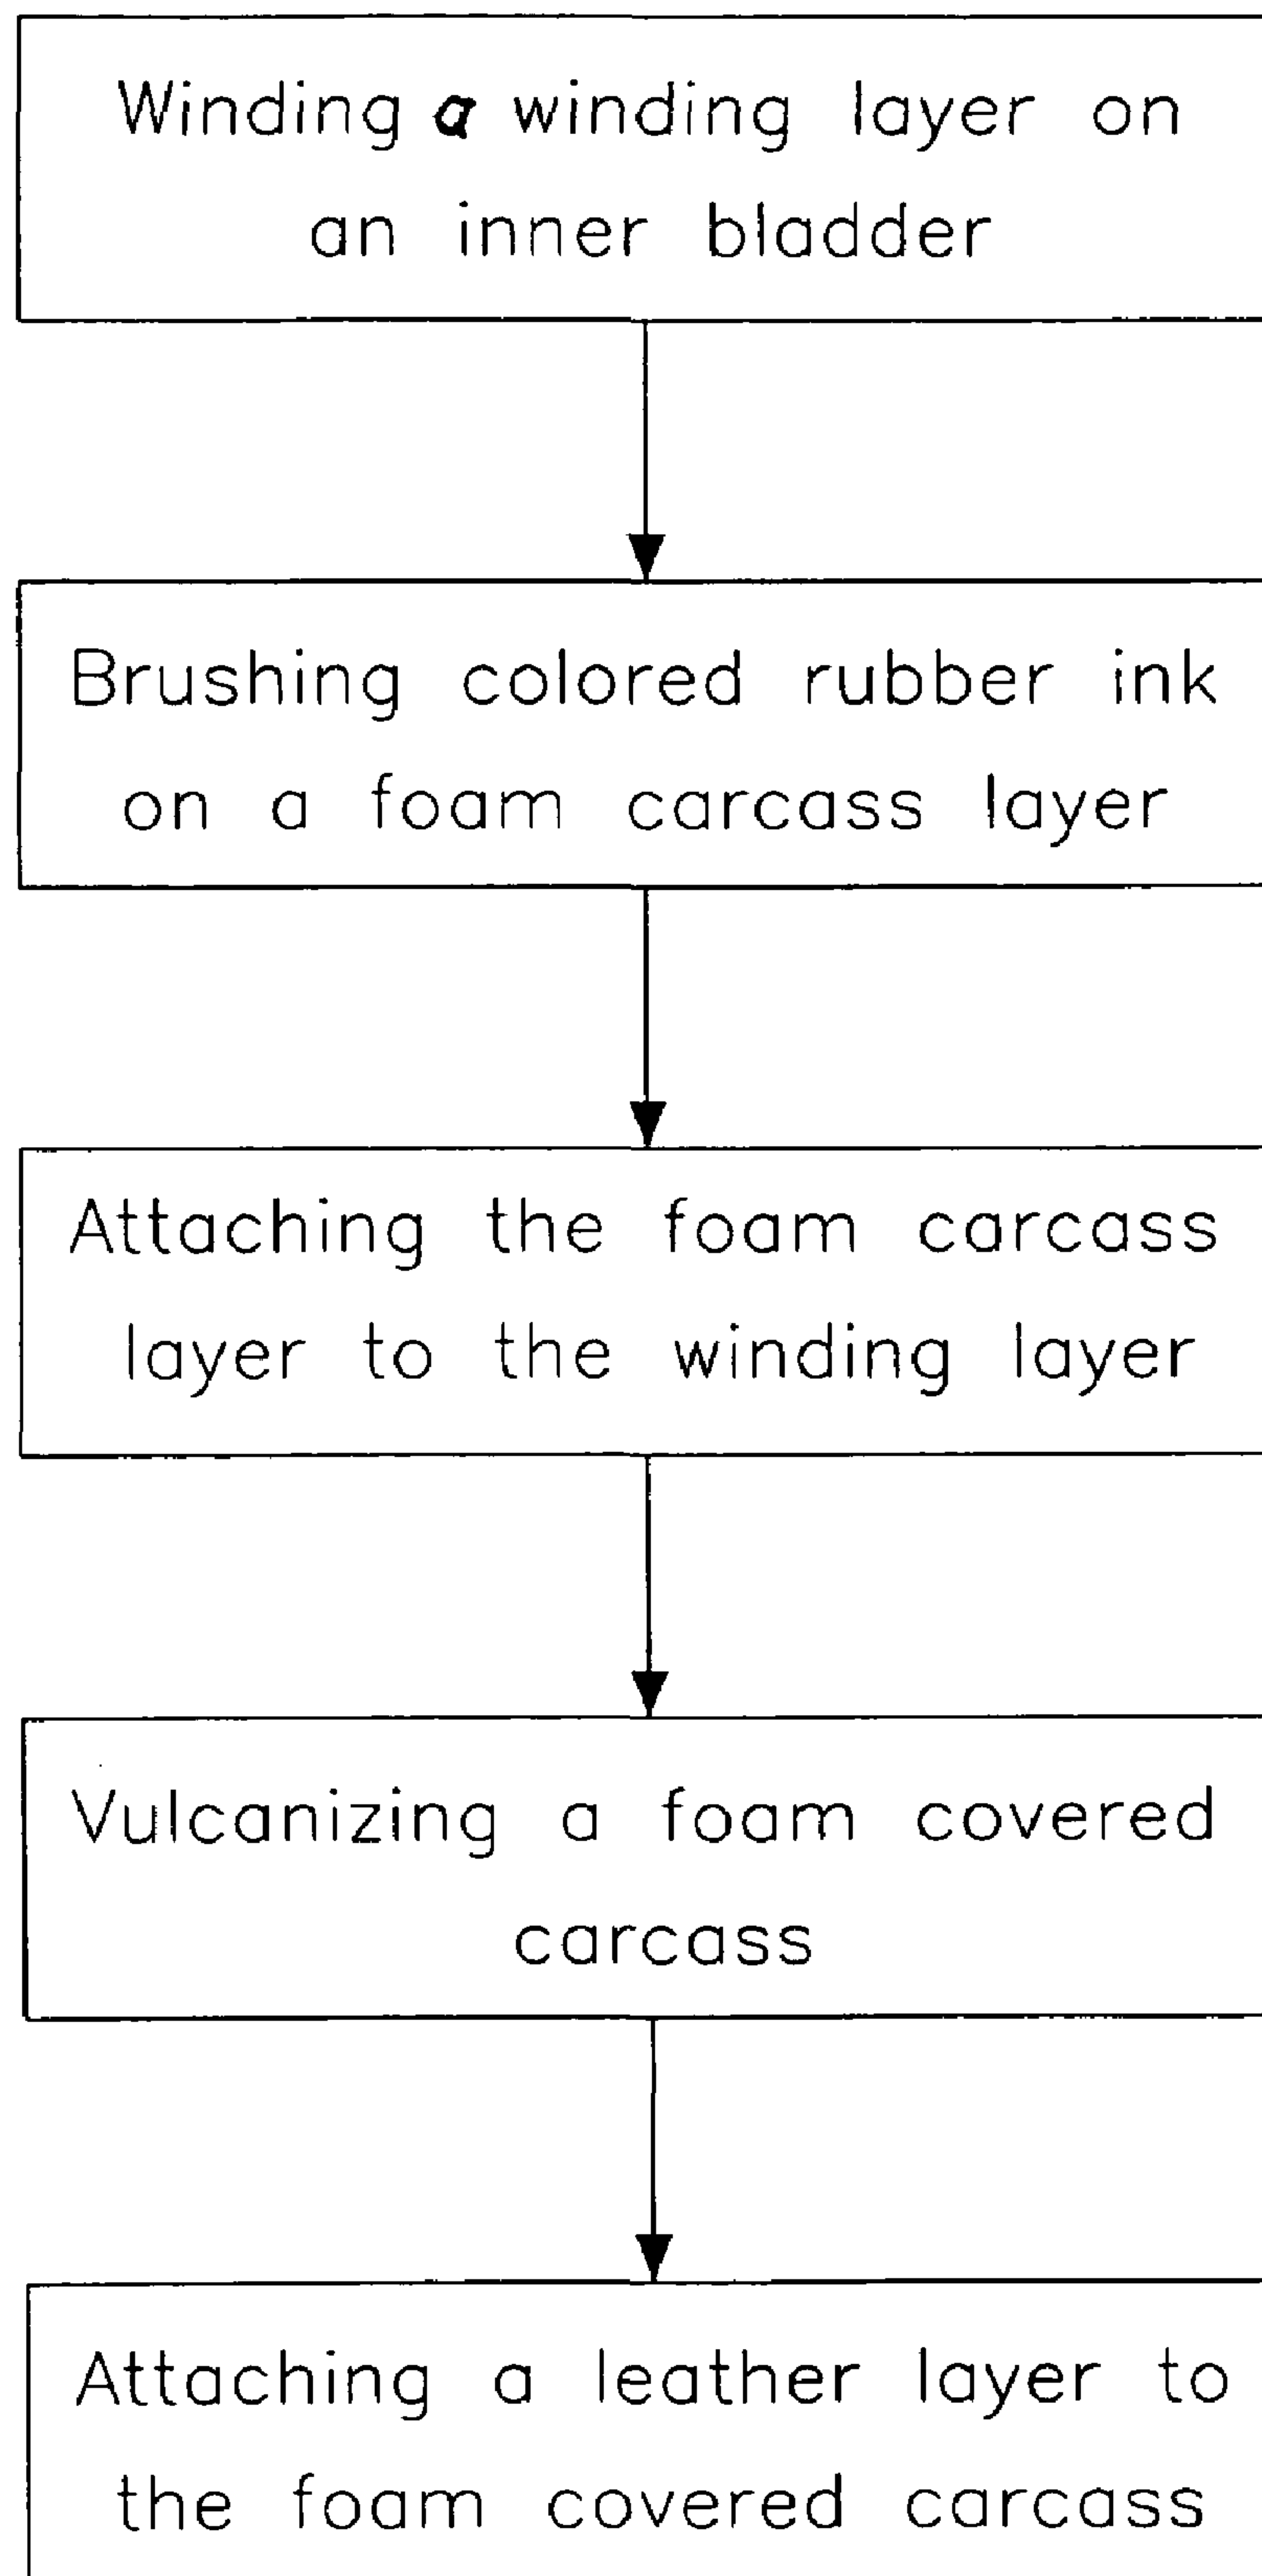 Winding a winding layer on
an inner bladder
Brushing colored rubber ink
on a foam carcass layer
Attaching the foam carcass
layer to the winding layer
Vulcanizing a foam covered
carcass
Attaching a leather layer to
the foam covered carcass